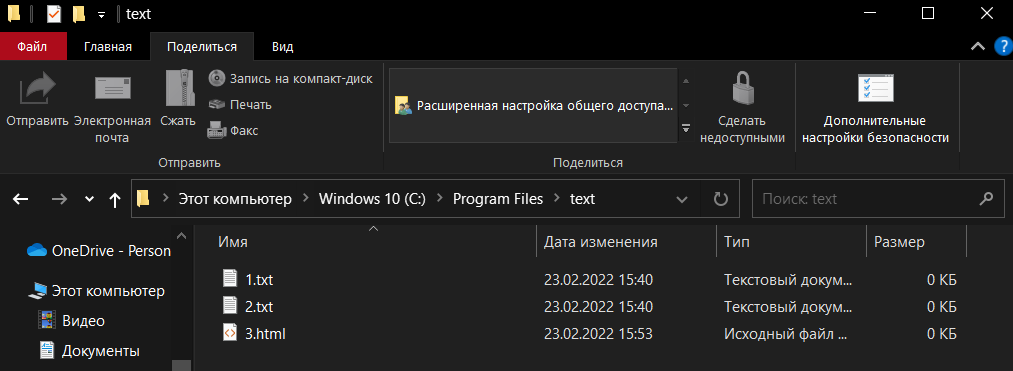 text
Файл Главная Поделиться Вид
Отправить Электронная почта Сжать Запись на компакт-диск
Печать
Факс
Отправить
Расширенная настройка общего доступа...
Сделать недоступными
Поделиться
Дополнительные настройки безопасности
Этот компьютер Windows 10 (C:) Program Files text
Поиск: text
OneDrive - Person
Этот компьютер
Видео
Документы
Имя Дата изменения Тип Размер
1.txt 23.02.2022 15:40 Текстовый докум... 0 КБ
2.txt 23.02.2022 15:40 Текстовый докум... 0 КБ
3.html 23.02.2022 15:53 Исходный файл ... 0 КБ